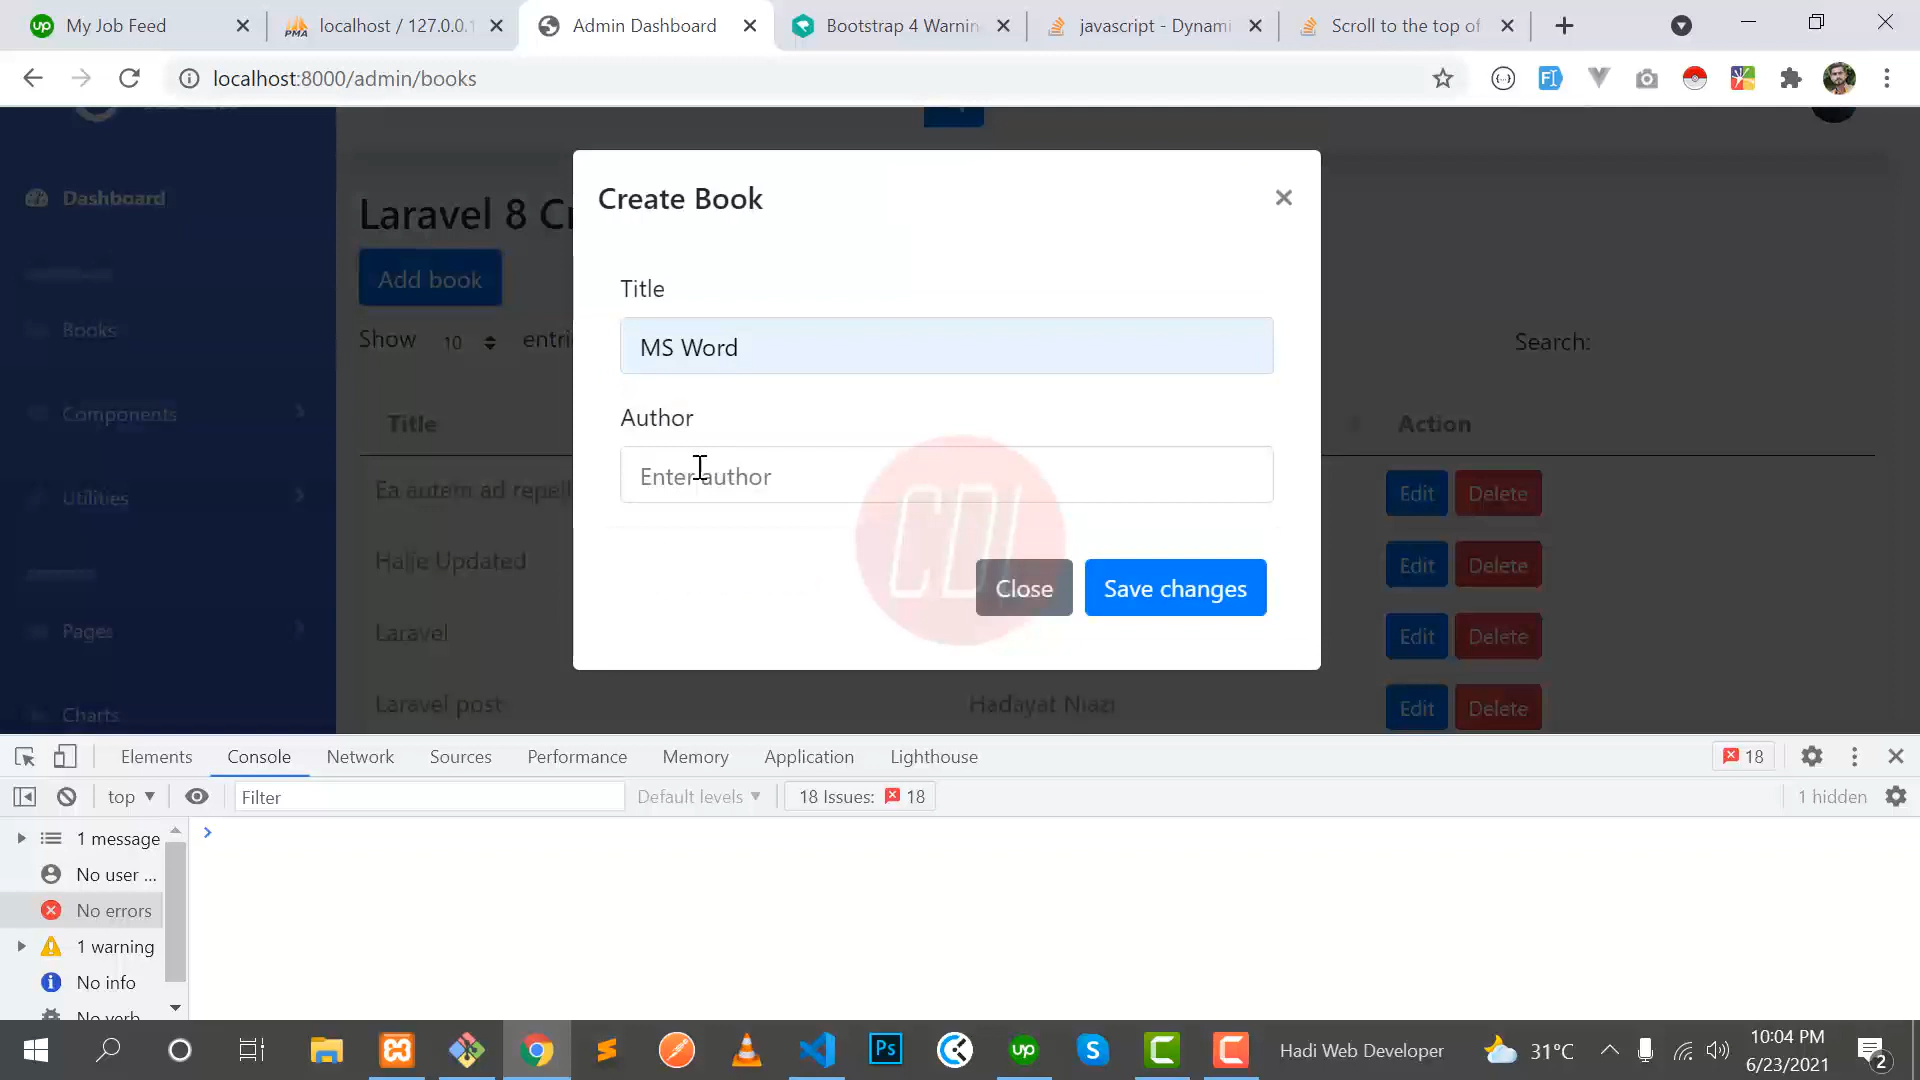 My Job Feed
localhost / 127.0.0.1
Admin Dashboard
Bootstrap 4 Warnin
javascript - Dynami
Scroll to the top of
localhost:8000/admin/books
Create Book
Dashboard
Laravel 8 C
Title
Add book
MS Word
Books
Show 10 entri
Search:
Author
Components
Title
Action
Enter author
Ea autem ad repell
Edit Delete
Utilities
Edit Delete
Close
Save changes
Pages
Laravel
Edit Delete
Laravel post
Hadayat Niazi
Edit Delete
Charts
Elements Console Network Sources Performance Memory Application Lighthouse
18
top
Filter
Default levels
18 Issues: 18
1 hidden
1 message
No user ...
No errors
1 warning
No info
No verb
Hadi Web Developer
31°C
10:04 PM
6/23/2021
2